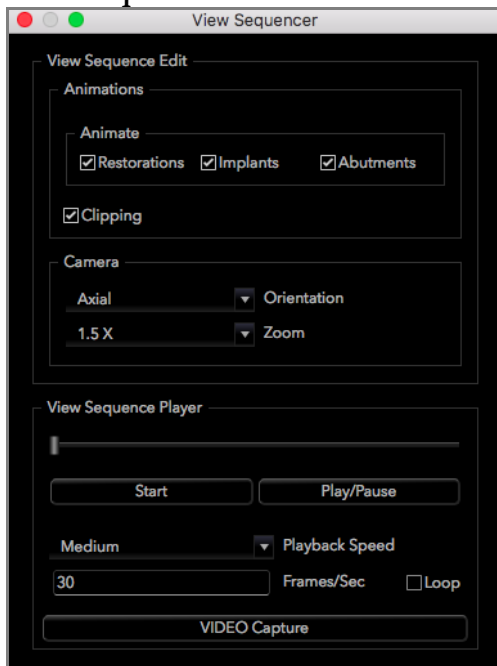 View Sequencer
View Sequence Edit
Animations
Animate
Restorations Implants Abutments
Clipping
Camera
Axial Orientation
1.5 X Zoom
View Sequence Player
Start Play/Pause
Medium Playback Speed
30 Frames/Sec Loop
VIDEO Capture